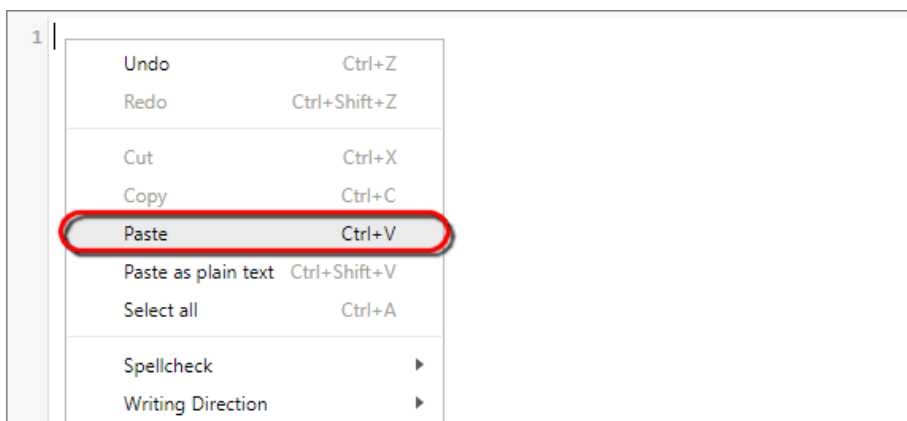 1
Undo Ctrl+Z
Redo Ctrl+Shift+Z
Cut Ctrl+X
Copy Ctrl+C
Paste Ctrl+V
Paste as plain text Ctrl+Shift+V
Select all Ctrl+A
Spellcheck
Writing Direction